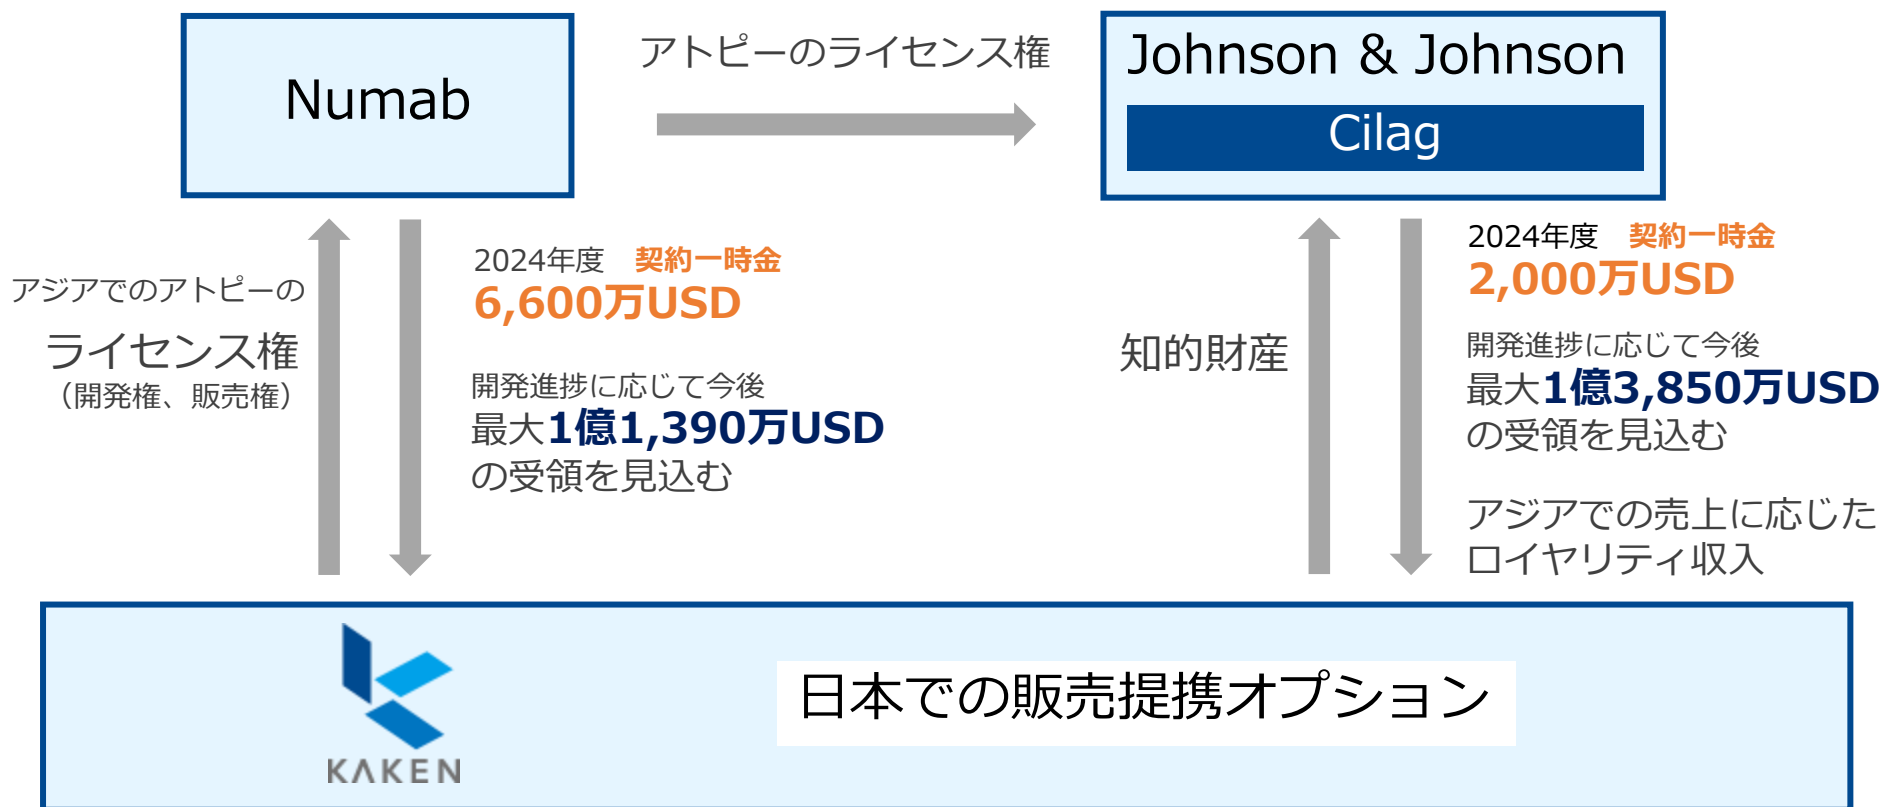 Numab
アトピーのライセンス権
Johnson & Johnson
Cilag
アジアでのアトピーの
ライセンス権
（開発権、販売権）
2024年度　契約一時金
6,600万USD
開発進捗に応じて今後
最大1億1,390万USD
の受領を見込む
知的財産
2024年度　契約一時金
2,000万USD
開発進捗に応じて今後
最大1億3,850万USD
の受領を見込む
アジアでの売上に応じた
ロイヤリティ収入
KAKEN
日本での販売提携オプション